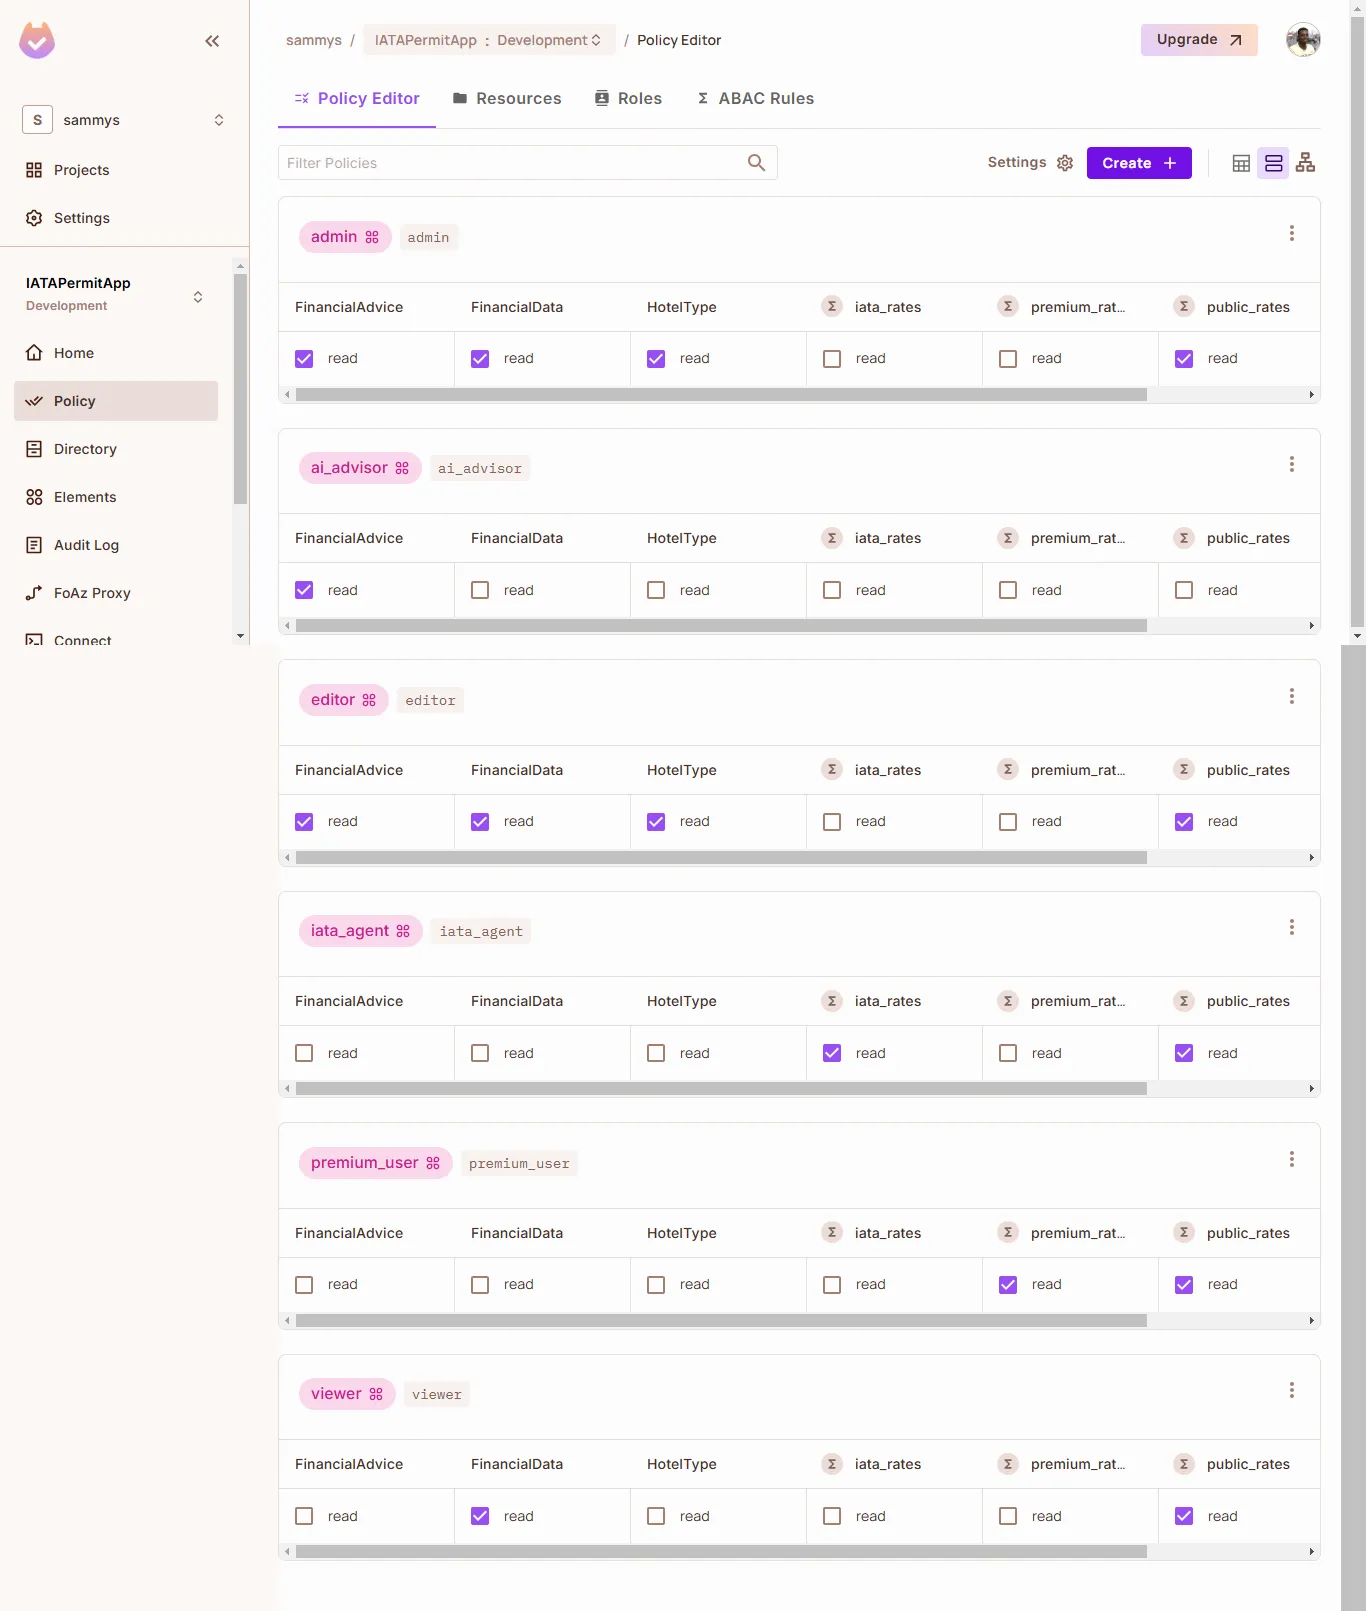 sammys / IATAPermitApp : Development / Policy Editor
Upgrade
S sammys
Projects
Settings
IATAPermitApp
Development
Home
Policy
Directory
Elements
Audit Log
FoAz Proxy
Connect
Policy Editor Resources Roles Σ ABAC Rules
Filter Policies
Settings Create +
admin admin
FinancialAdvice FinancialData HotelType Σ iata_rates Σ premium_rat... Σ public_rates
read read read read read read
ai_advisor ai_advisor
FinancialAdvice FinancialData HotelType Σ iata_rates Σ premium_rat... Σ public_rates
read read read read read read
editor editor
FinancialAdvice FinancialData HotelType Σ iata_rates Σ premium_rat... Σ public_rates
read read read read read read
iata_agent iata_agent
FinancialAdvice FinancialData HotelType Σ iata_rates Σ premium_rat... Σ public_rates
read read read read read read
premium_user premium_user
FinancialAdvice FinancialData HotelType Σ iata_rates Σ premium_rat... Σ public_rates
read read read read read read
viewer viewer
FinancialAdvice FinancialData HotelType Σ iata_rates Σ premium_rat... Σ public_rates
read read read read read read